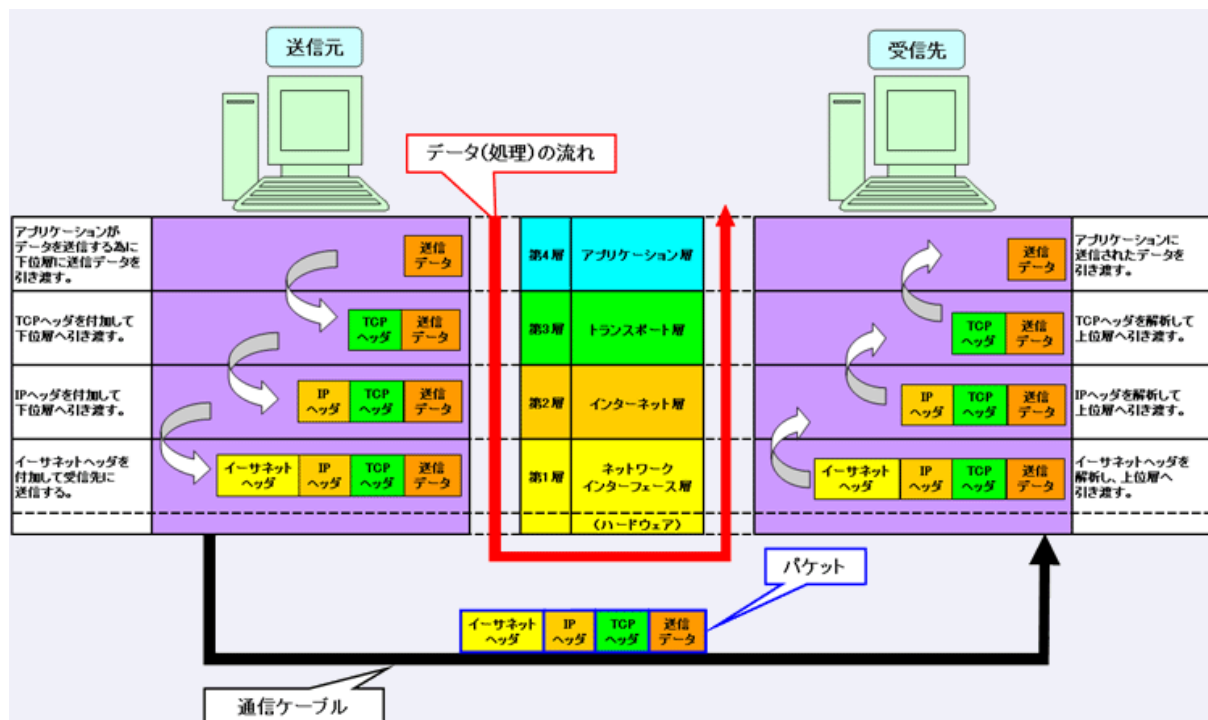 送信元
受信先
データ(処理)の流れ
アプリケーションが
データを送信する為に
下位層に送信データを
引き渡す。
送信
データ
第4層
アプリケーション層
送信
データ
アプリケーションに
送信されたデータを
引き渡す。
TCPヘッダを付加して
下位層へ引き渡す。
TCP
ヘッダ
送信
データ
第3層
トランスポート層
TCP
ヘッダ
送信
データ
TCPヘッダを解析して
上位層へ引き渡す。
IPヘッダを付加して
下位層へ引き渡す。
IP
ヘッダ
TCP
ヘッダ
送信
データ
第2層
インターネット層
IP
ヘッダ
TCP
ヘッダ
送信
データ
IPヘッダを解析して
上位層へ引き渡す。
イーサネットヘッダを
付加して受信先に
送信する。
イーサネット
ヘッダ
IP
ヘッダ
TCP
ヘッダ
送信
データ
第1層
ネットワーク
インターフェース層
(ハードウェア)
イーサネット
ヘッダ
IP
ヘッダ
TCP
ヘッダ
送信
データ
イーサネットヘッダを
解析し、上位層へ
引き渡す。
パケット
イーサネット
ヘッダ
IP
ヘッダ
TCP
ヘッダ
送信
データ
通信ケーブル